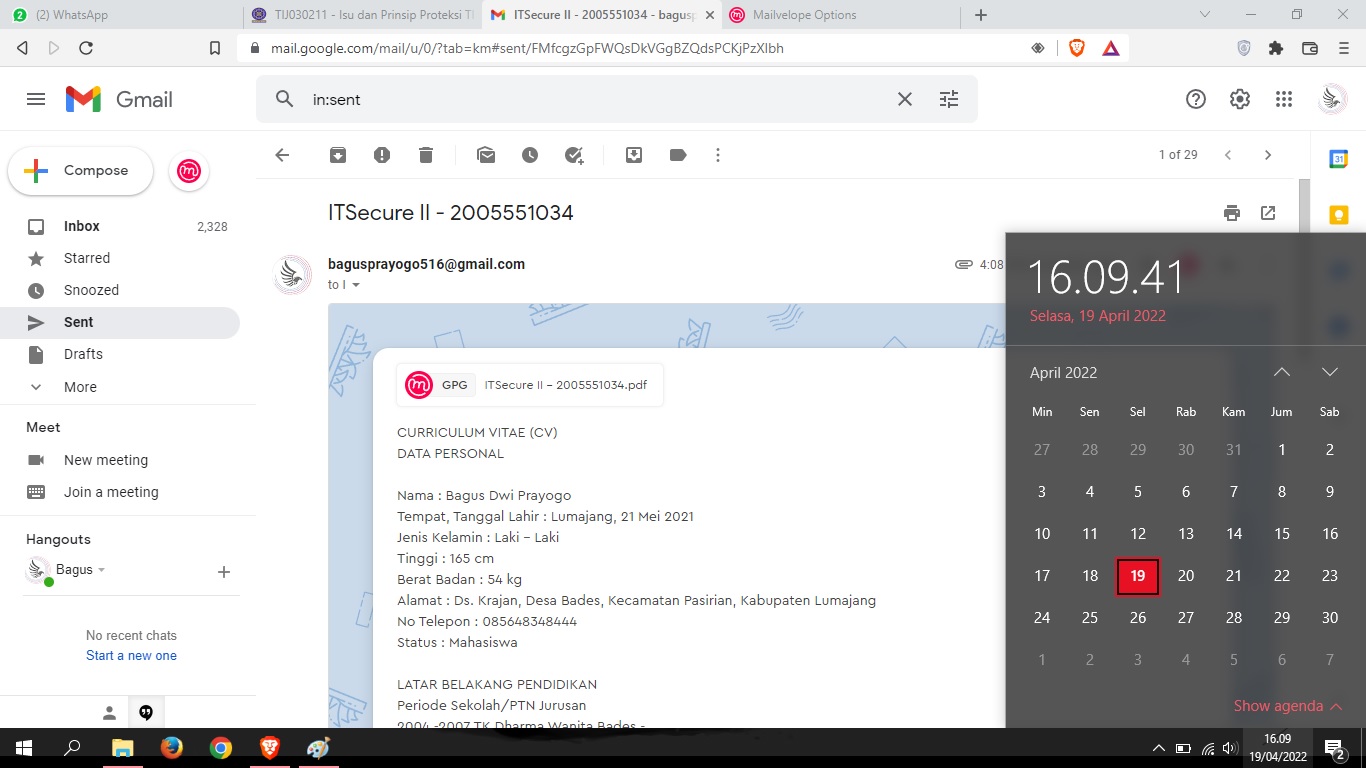 (2) WhatsApp
TIJ030211 - Isu dan Prinsip Proteksi TI
ITSecure II - 2005551034 - bagusp
Mailvelope Options
mail.google.com/mail/u/0/?tab=km#sent/FMfcgzGpFWQsDkVGgBZQdsPCKjPzXlbh
Gmail
in:sent
Compose
1 of 29
Inbox 2,328
Starred
Snoozed
Sent
Drafts
More
Meet
New meeting
Join a meeting
Hangouts
Bagus
No recent chats
Start a new one
ITSecure II - 2005551034
bagusprayogo516@gmail.com
4:08
to I
GPG ITSecure II - 2005551034.pdf
CURRICULUM VITAE (CV)
DATA PERSONAL
Nama : Bagus Dwi Prayogo
Tempat, Tanggal Lahir : Lumajang, 21 Mei 2021
Jenis Kelamin : Laki - Laki
Tinggi : 165 cm
Berat Badan : 54 kg
Alamat : Ds. Krajan, Desa Bades, Kecamatan Pasirian, Kabupaten Lumajang
No Telepon : 085648348444
Status : Mahasiswa
LATAR BELAKANG PENDIDIKAN
Periode Sekolah/PTN Jurusan
2004 -2007 TK Dharma Wanita Bades -
31
16.09.41
Selasa, 19 April 2022
April 2022
Min Sen Sel Rab Kam Jum Sab
27 28 29 30 31 1 2
3 4 5 6 7 8 9
10 11 12 13 14 15 16
17 18 19 20 21 22 23
24 25 26 27 28 29 30
1 2 3 4 5 6 7
Show agenda
16.09
19/04/2022
2